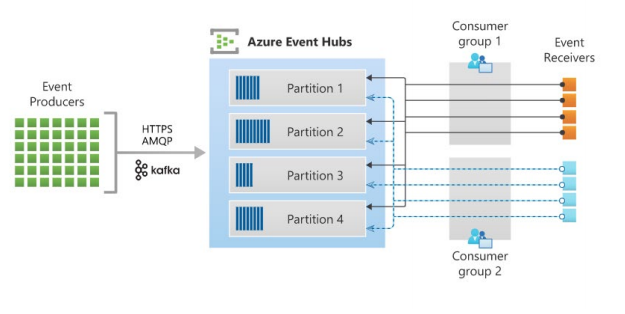 Azure Event Hubs
Consumer
group 1
Event
Receivers
Event
Producers
HTTPS
AMQP
kafka
Partition 1
Partition 2
Partition 3
Partition 4
Consumer
group 2